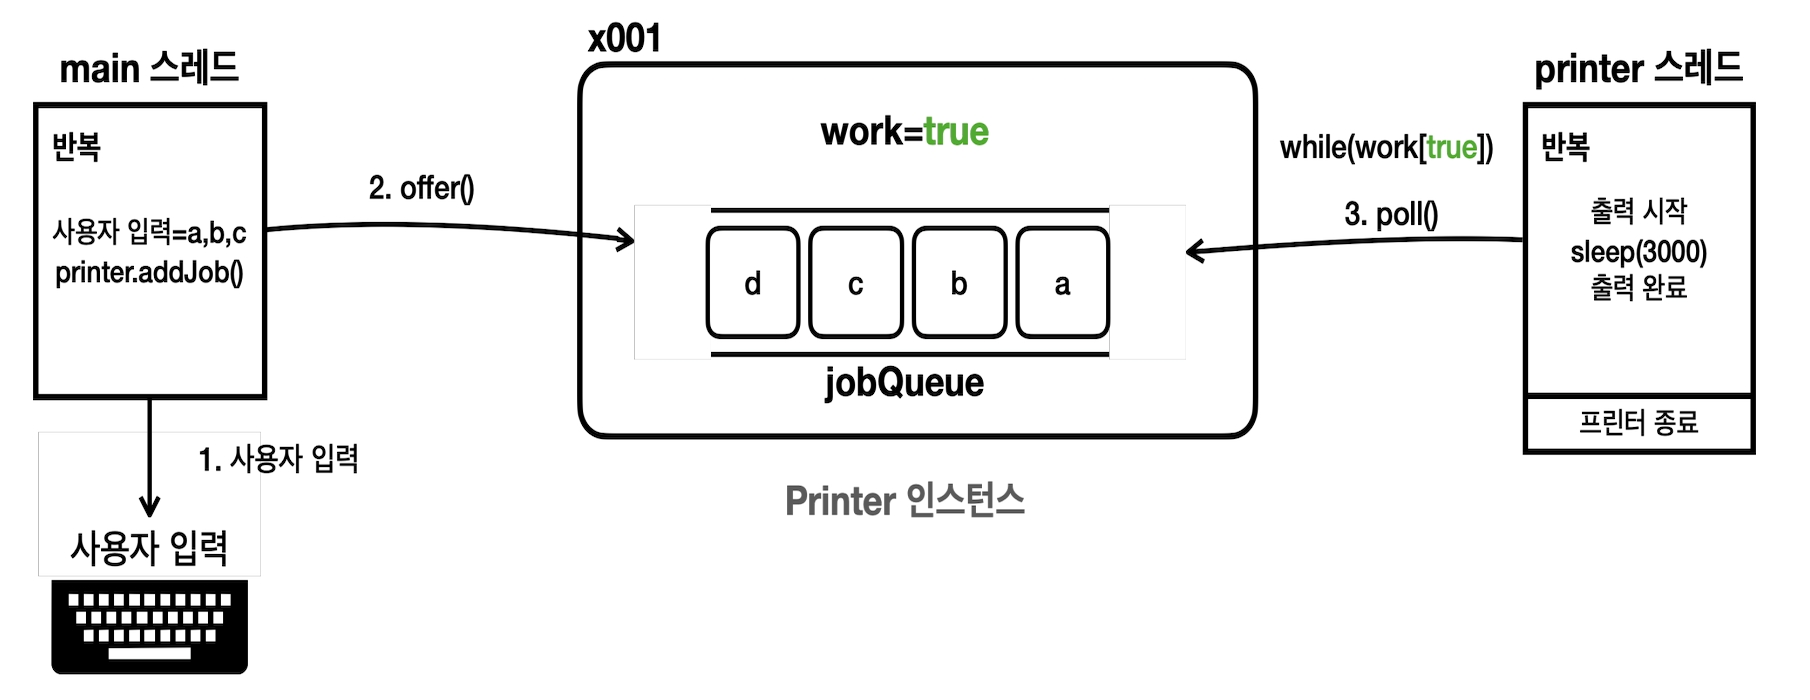 x001
main 스레드
printer 스레드
반복
사용자 입력=a,b,c
printer.addJob()
2. offer()
work=true
d
c
b
a
jobQueue
while(work[true])
3. poll()
반복
출력 시작
sleep(3000)
출력 완료
프린터 종료
1. 사용자 입력
사용자 입력
Printer 인스턴스